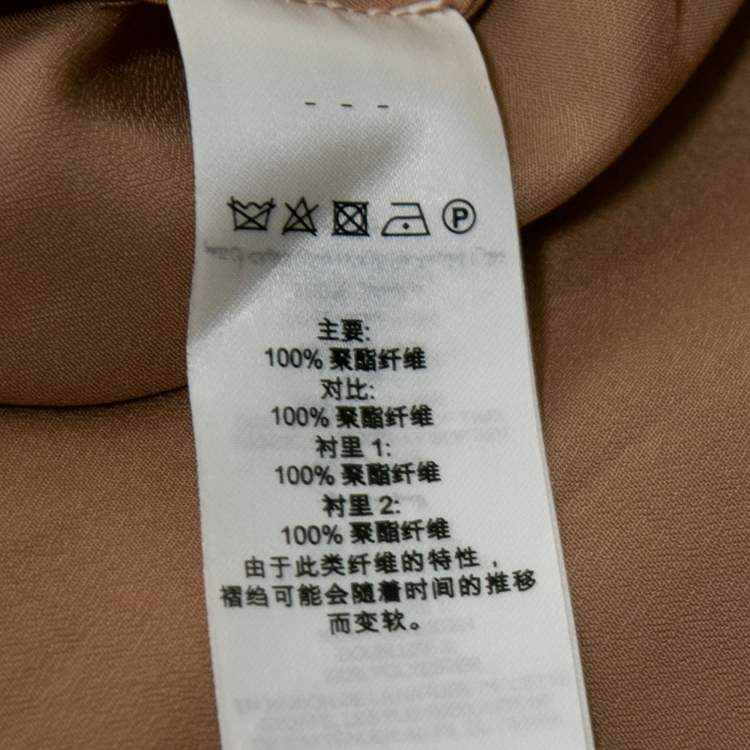 - - -
P
主要:
100% 聚酯纤维
对比:
100% 聚酯纤维
衬里 1:
100% 聚酯纤维
衬里 2:
100% 聚酯纤维
由于此类纤维的特性，
褶裥可能会随着时间的推移
而变软。